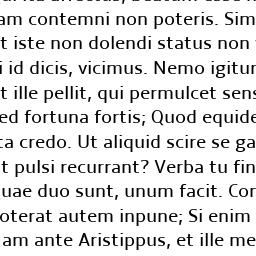 am contemni non poteris. Sim
t iste non dolendi status non
i id dicis, vicimus. Nemo igitur
t ille pellit, qui permulcet sens
ed fortuna fortis; Quod equide
ta credo. Ut aliquid scire se ga
t pulsi recurrant? Verba tu fin
uae duo sunt, unum facit. Con
oterat autem inpune; Si enim
am ante Aristippus, et ille me